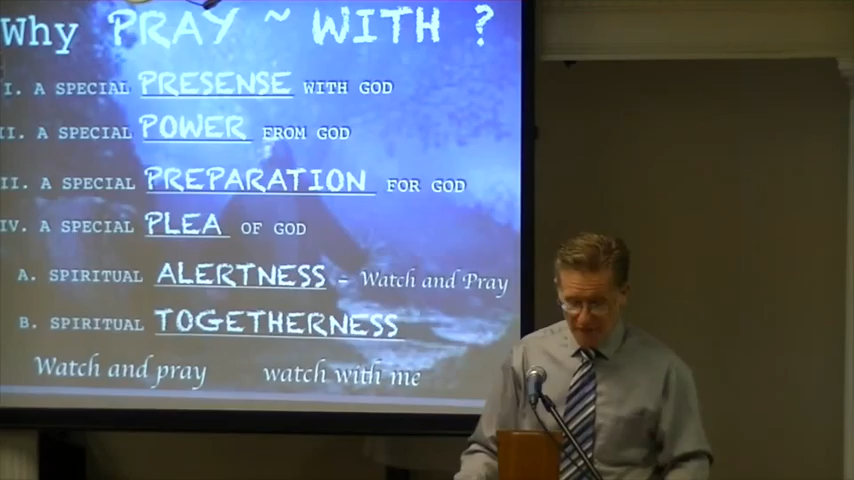 Why PRAY ~ WITH ?
I. A SPECIAL PRESENSE WITH GOD
II. A SPECIAL POWER FROM GOD
II. A SPECIAL PREPARATION FOR GOD
IV. A SPECIAL PLEA OF GOD
A. SPIRITUAL ALERTNESS - Watch and Pray
B. SPIRITUAL TOGETHERNESS
Watch and pray watch with me